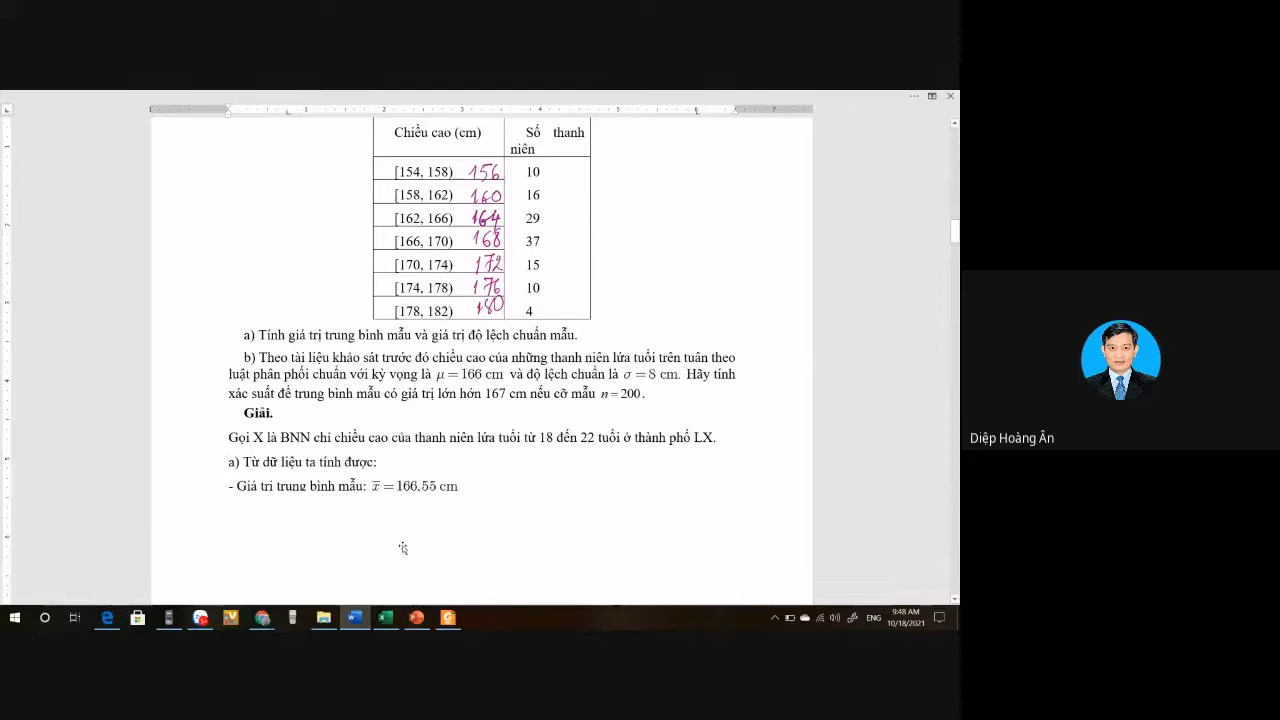 Chiều cao (cm) Số thanh
niên
[154, 158) 156 10
[158, 162) 160 16
[162, 166) 164 29
[166, 170) 168 37
[170, 174) 172 15
[174, 178) 176 10
[178, 182) 180 4
a) Tính giá trị trung bình mẫu và giá trị độ lệch chuẩn mẫu.
b) Theo tài liệu khảo sát trước đó chiều cao của những thanh niên lứa tuổi trên tuân theo
luật phân phối chuẩn với kỳ vọng là μ = 166 cm và độ lệch chuẩn là σ = 8 cm. Hãy tính
xác suất để trung bình mẫu có giá trị lớn hơn 167 cm nếu cỡ mẫu n = 200.
Giải.
Gọi X là BNN chỉ chiều cao của thanh niên lứa tuổi từ 18 đến 22 tuổi ở thành phố LX.
a) Từ dữ liệu ta tính được:
- Giá trị trung bình mẫu: x̅ = 166.55 cm
Diệp Hoàng Ân
ENG
9:48 AM
10/18/2021